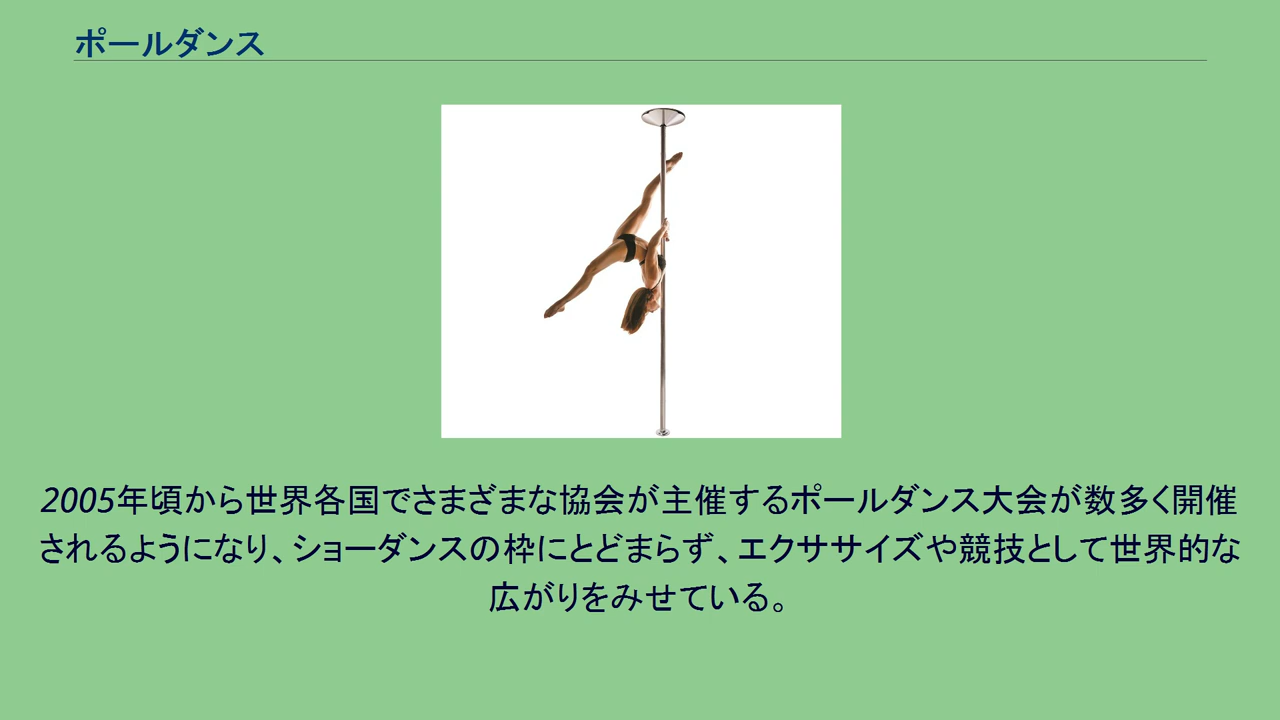 ポールダンス
2005年頃から世界各国でさまざまな協会が主催するポールダンス大会が数多く開催
されるようになり、ショーダンスの枠にとどまらず、エクササイズや競技として世界的な
広がりをみせている。